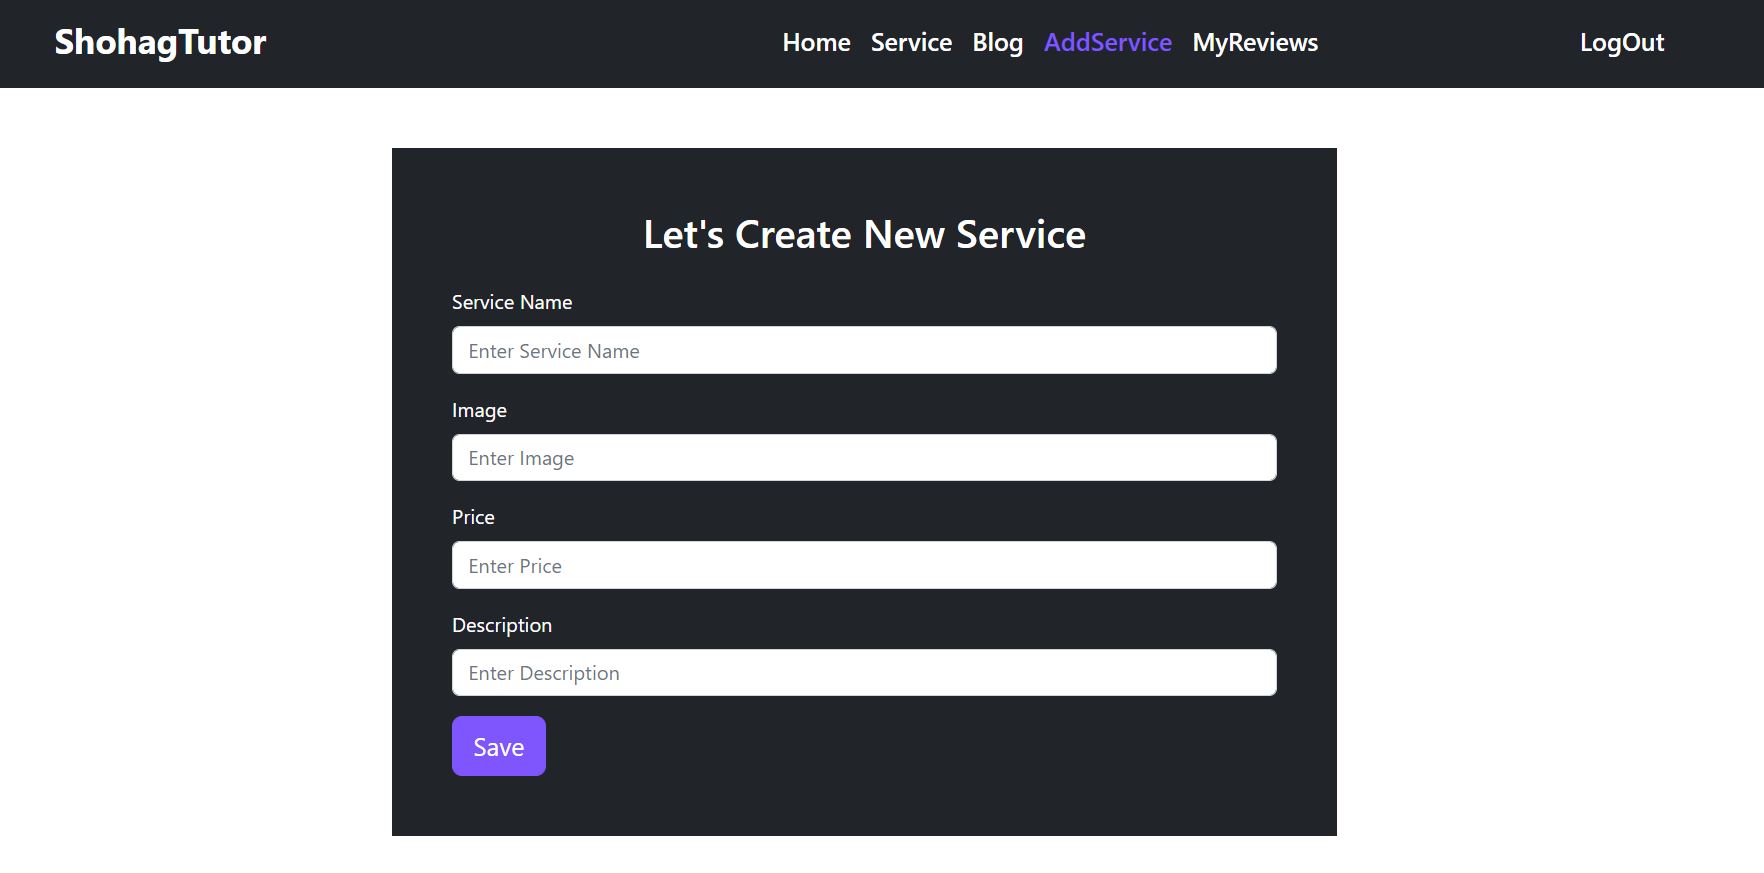 ShohagTutor Home Service Blog AddService MyReviews LogOut
Let's Create New Service
Service Name
Enter Service Name
Image
Enter Image
Price
Enter Price
Description
Enter Description
Save